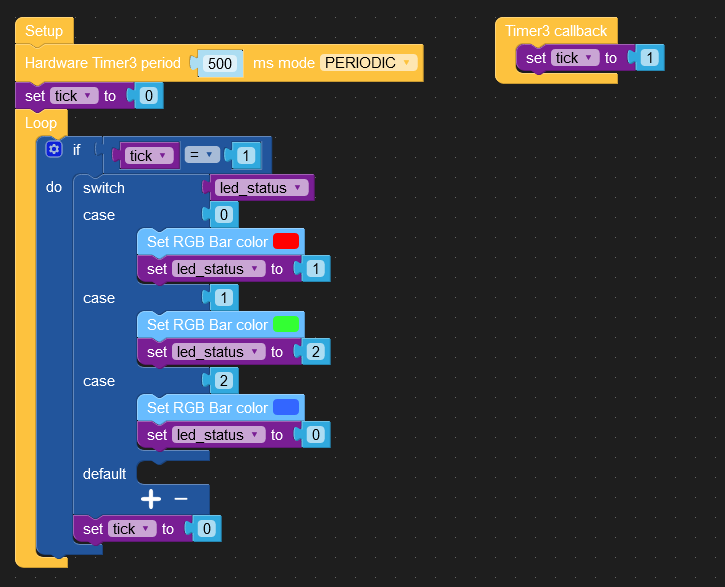 Setup
Hardware Timer3 period 500 ms mode PERIODIC
set tick to 0
Loop
if tick = 1
do switch led_status
case 0
Set RGB Bar color
set led_status to 1
case 1
Set RGB Bar color
set led_status to 2
case 2
Set RGB Bar color
set led_status to 0
default
+ −
set tick to 0
Timer3 callback
set tick to 1